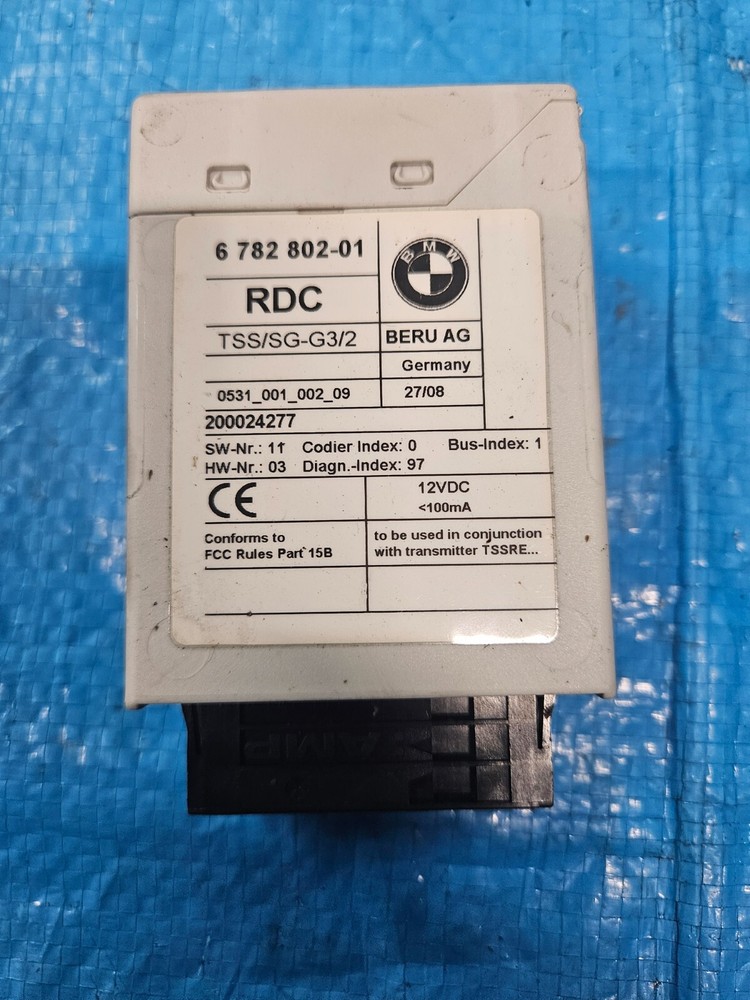 6 782 802-01
BMW
RDC
TSS/SG-G3/2
BERU AG
Germany
0531_001_002_09
27/08
200024277
SW-Nr.: 11 Codier Index: 0 Bus-Index: 1
HW-Nr.: 03 Diagn.-Index: 97
CE
12VDC
<100mA
Conforms to
FCC Rules Part 15B
to be used in conjunction
with transmitter TSSRE...
AMP